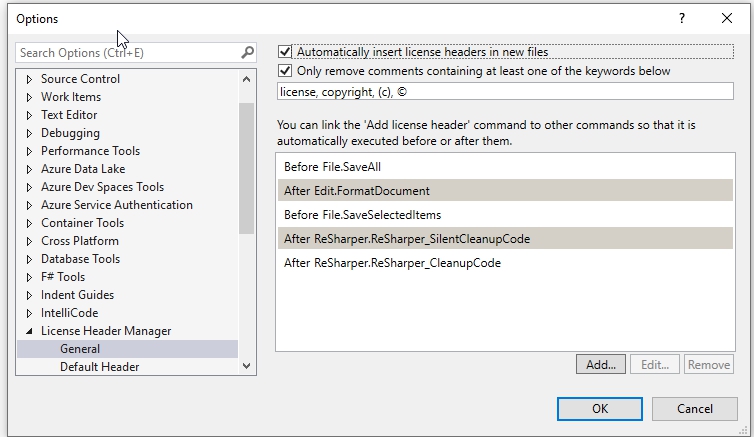 Options
?
Search Options (Ctrl+E)
Source Control
Work Items
Text Editor
Debugging
Performance Tools
Azure Data Lake
Azure Dev Spaces Tools
Azure Service Authentication
Container Tools
Cross Platform
Database Tools
F# Tools
Indent Guides
IntelliCode
License Header Manager
General
Default Header
Automatically insert license headers in new files
Only remove comments containing at least one of the keywords below
license, copyright, (c), ©
You can link the 'Add license header' command to other commands so that it is
automatically executed before or after them.
Before File.SaveAll
After Edit.FormatDocument
Before File.SaveSelectedItems
After ReSharper.ReSharper_SilentCleanupCode
After ReSharper.ReSharper_CleanupCode
Add... Edit... Remove
OK Cancel